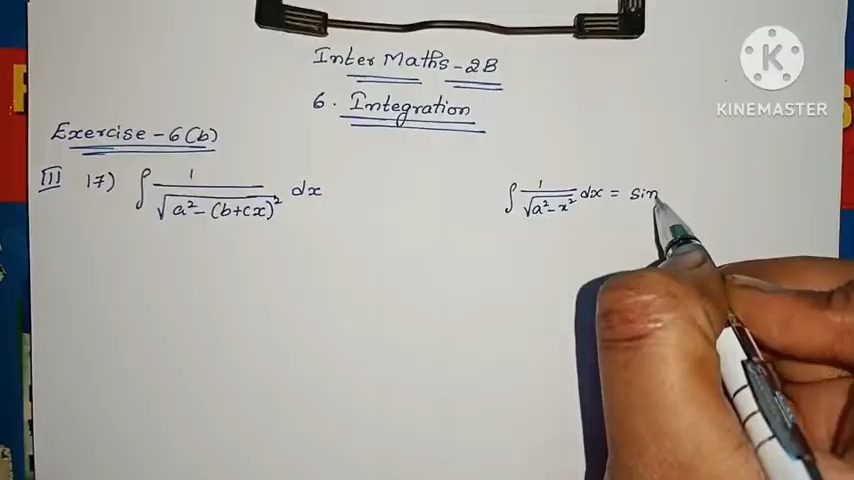 Inter Maths - 2B
6. Integration
KINEMASTER
Exercise - 6(b)
III 17) ∫ 1/√(a² - (b+cx)²) dx
∫ 1/√(a² - x²) dx = sin